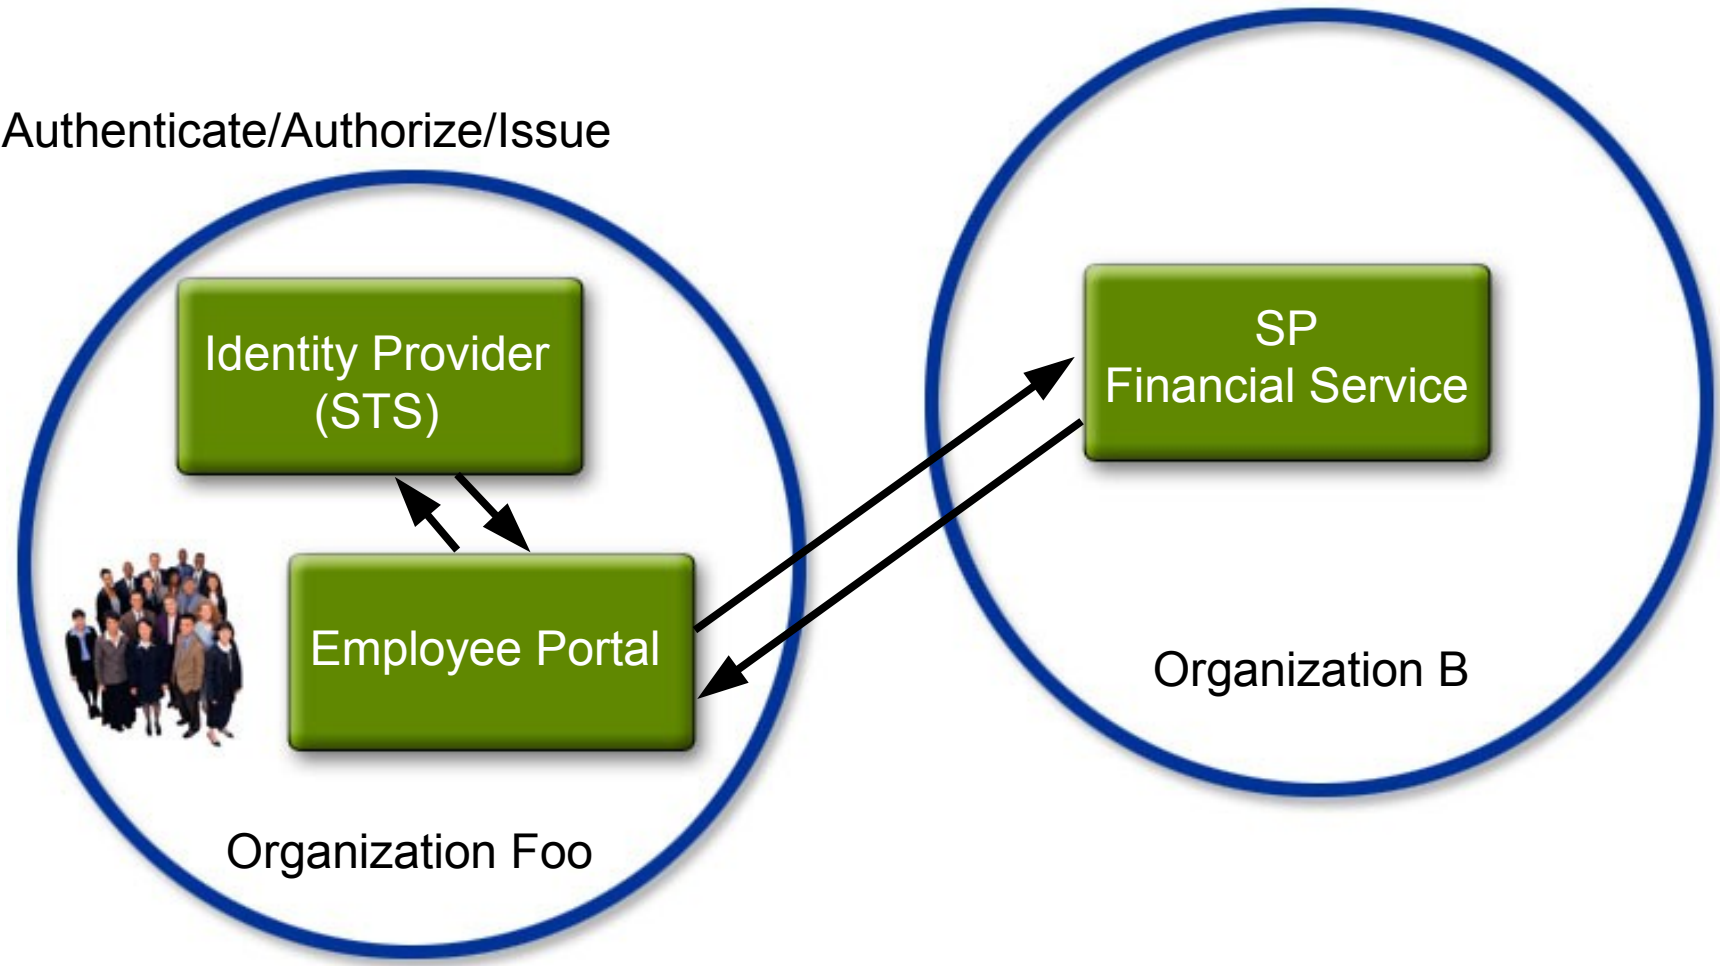 Authenticate/Authorize/Issue
Identity Provider
(STS)
Employee Portal
Organization Foo
SP
Financial Service
Organization B